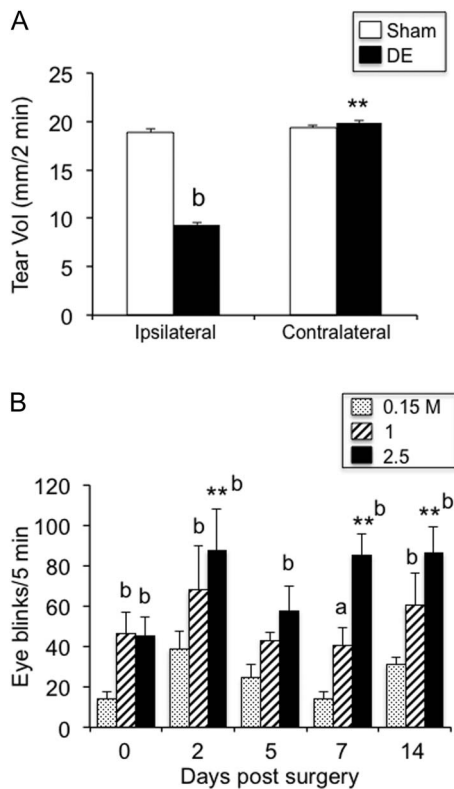 A
Sham
DE
Tear Vol (mm/2 min)
25
20
15
10
5
0
b
**
Ipsilateral
Contralateral
B
0.15 M
1
2.5
Eye blinks/5 min
120
100
80
60
40
20
0
b
b
b
**b
b
a
**b
b
**b
0
2
5
7
14
Days post surgery